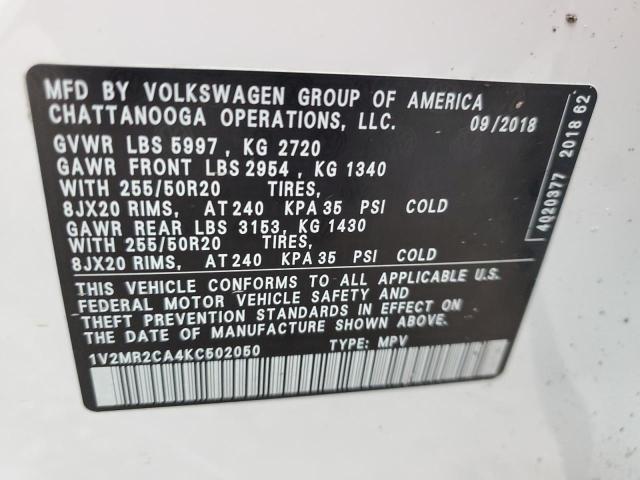 MFD BY VOLKSWAGEN GROUP OF AMERICA
CHATTANOOGA OPERATIONS, LLC. 09/2018
GVWR LBS 5997 , KG 2720
GAWR FRONT LBS 2954 , KG 1340
WITH 255/50R20 TIRES,
8JX20 RIMS, AT 240 KPA 35 PSI COLD
GAWR REAR LBS 3153, KG 1430
WITH 255/50R20 TIRES,
8JX20 RIMS, AT 240 KPA 35 PSI COLD
THIS VEHICLE CONFORMS TO ALL APPLICABLE U.S.
FEDERAL MOTOR VEHICLE SAFETY AND
THEFT PREVENTION STANDARDS IN EFFECT ON
THE DATE OF MANUFACTURE SHOWN ABOVE.
1V2MR2CA4KC502050 TYPE: MPV
4020377 2018 62